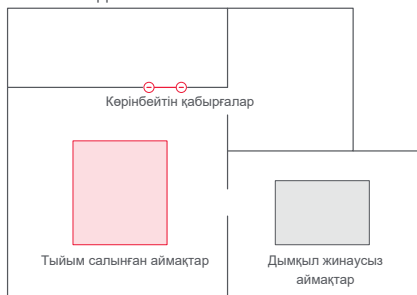 Көрінбейтін қабырғалар
Тыйым салынған аймақтар
Дымқыл жинаусыз
аймақтар